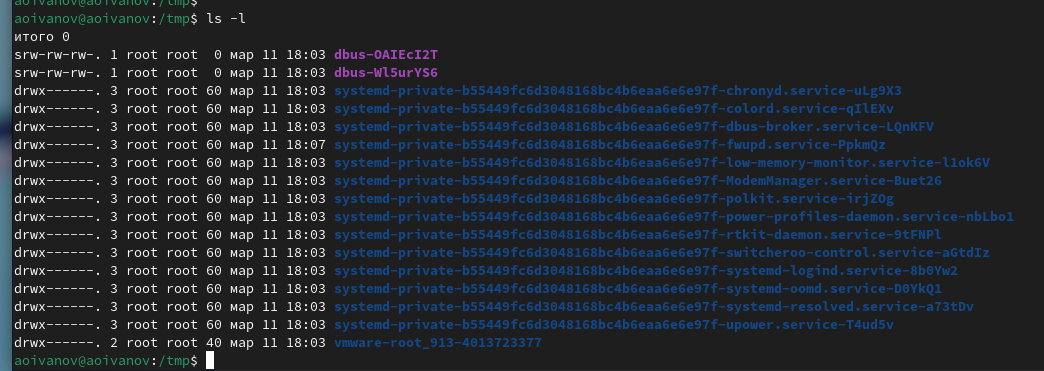 aoivanov@aoivanov:/tmp$
aoivanov@aoivanov:/tmp$ ls -l
итого 0
srw-rw-rw-. 1 root root  0 мар 11 18:03 dbus-OAIEcI2T
srw-rw-rw-. 1 root root  0 мар 11 18:03 dbus-Wl5urYS6
drwx------. 3 root root 60 мар 11 18:03 systemd-private-b55449fc6d3048168bc4b6eaa6e6e97f-chronyd.service-uLg9X3
drwx------. 3 root root 60 мар 11 18:03 systemd-private-b55449fc6d3048168bc4b6eaa6e6e97f-colord.service-qIlEXv
drwx------. 3 root root 60 мар 11 18:03 systemd-private-b55449fc6d3048168bc4b6eaa6e6e97f-dbus-broker.service-LQnKFV
drwx------. 3 root root 60 мар 11 18:07 systemd-private-b55449fc6d3048168bc4b6eaa6e6e97f-fwupd.service-PpkmQz
drwx------. 3 root root 60 мар 11 18:03 systemd-private-b55449fc6d3048168bc4b6eaa6e6e97f-low-memory-monitor.service-l1ok6V
drwx------. 3 root root 60 мар 11 18:03 systemd-private-b55449fc6d3048168bc4b6eaa6e6e97f-ModemManager.service-Buet26
drwx------. 3 root root 60 мар 11 18:03 systemd-private-b55449fc6d3048168bc4b6eaa6e6e97f-polkit.service-irjZOg
drwx------. 3 root root 60 мар 11 18:03 systemd-private-b55449fc6d3048168bc4b6eaa6e6e97f-power-profiles-daemon.service-nbLbo1
drwx------. 3 root root 60 мар 11 18:03 systemd-private-b55449fc6d3048168bc4b6eaa6e6e97f-rtkit-daemon.service-9tFNPl
drwx------. 3 root root 60 мар 11 18:03 systemd-private-b55449fc6d3048168bc4b6eaa6e6e97f-switcheroo-control.service-aGtdIz
drwx------. 3 root root 60 мар 11 18:03 systemd-private-b55449fc6d3048168bc4b6eaa6e6e97f-systemd-logind.service-8b0Yw2
drwx------. 3 root root 60 мар 11 18:03 systemd-private-b55449fc6d3048168bc4b6eaa6e6e97f-systemd-oomd.service-D0YkQ1
drwx------. 3 root root 60 мар 11 18:03 systemd-private-b55449fc6d3048168bc4b6eaa6e6e97f-systemd-resolved.service-a73tDv
drwx------. 3 root root 60 мар 11 18:03 systemd-private-b55449fc6d3048168bc4b6eaa6e6e97f-upower.service-T4ud5v
drwx------. 2 root root 40 мар 11 18:03 vmware-root_913-4013723377
aoivanov@aoivanov:/tmp$